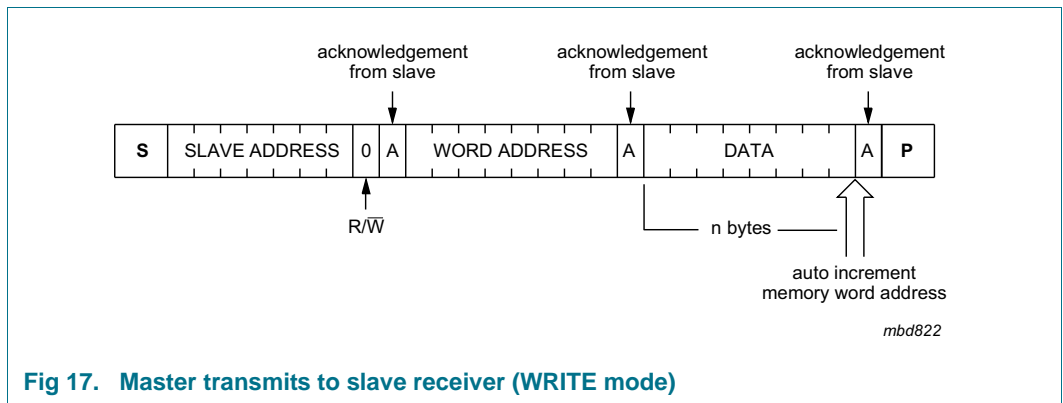 acknowledgement
from slave
acknowledgement
from slave
acknowledgement
from slave
S SLAVE ADDRESS 0 A WORD ADDRESS A DATA A P
R/W̅
n bytes
auto increment
memory word address
mbd822
Fig 17. Master transmits to slave receiver (WRITE mode)